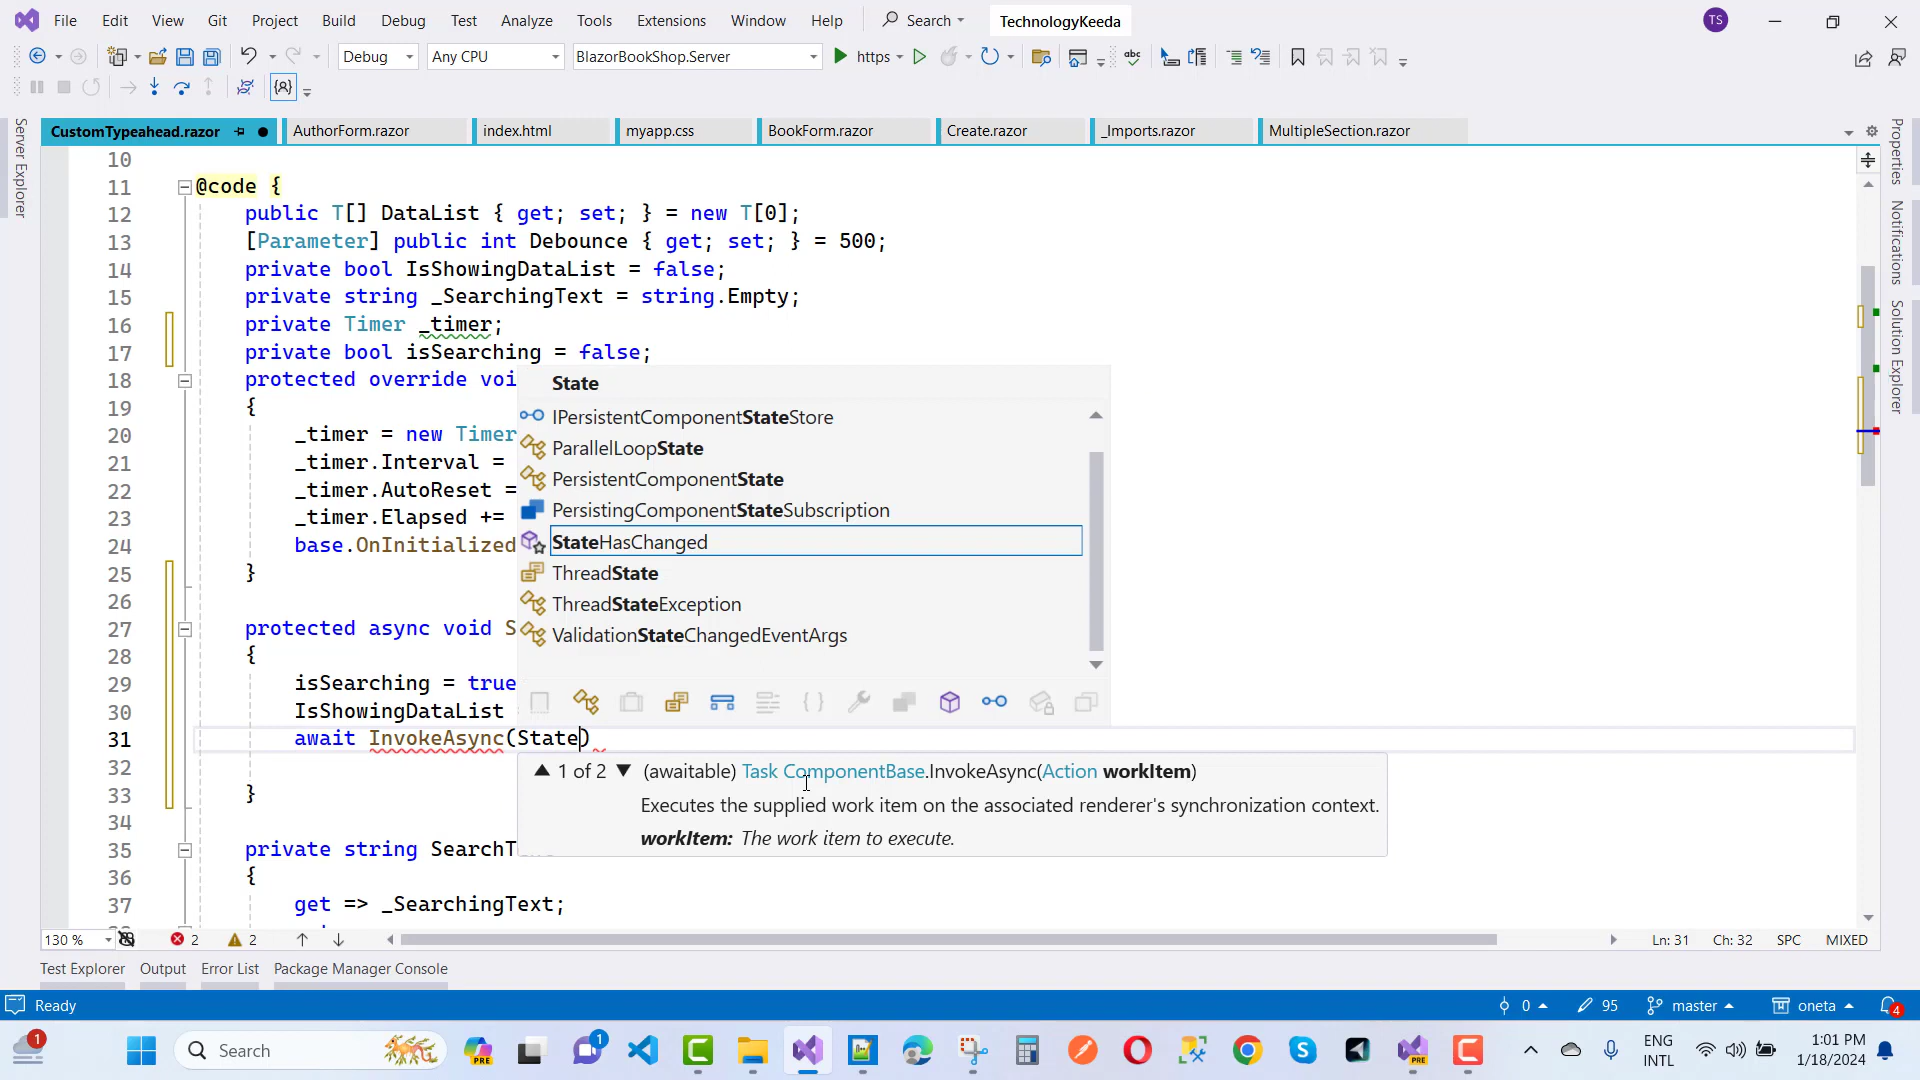 File Edit View Git Project Build Debug Test Analyze Tools Extensions Window Help Search TechnologyKeeda TS
Debug Any CPU BlazorBookShop.Server https
CustomTypeahead.razor AuthorForm.razor index.html myapp.css BookForm.razor Create.razor _Imports.razor MultipleSection.razor
Server Explorer
Properties
Notifications
Solution Explorer
10
11 @code {
12 public T[] DataList { get; set; } = new T[0];
13 [Parameter] public int Debounce { get; set; } = 500;
14 private bool IsShowingDataList = false;
15 private string _SearchingText = string.Empty;
16 private Timer _timer;
17 private bool isSearching = false;
18 protected override voi
19 {
20 _timer = new Timer
21 _timer.Interval =
22 _timer.AutoReset =
23 _timer.Elapsed +=
24 base.OnInitialized
25 }
26
27 protected async void S
28 {
29 isSearching = true
30 IsShowingDataList
31 await InvokeAsync(State)
32
33 }
34
35 private string SearchT
36 {
37 get => _SearchingText;
State
IPersistentComponentStateStore
ParallelLoopState
PersistentComponentState
PersistingComponentStateSubscription
StateHasChanged
ThreadState
ThreadStateException
ValidationStateChangedEventArgs
1 of 2 (awaitable) Task ComponentBase.InvokeAsync(Action workItem)
Executes the supplied work item on the associated renderer's synchronization context.
workItem: The work item to execute.
130 % 2 2 Ln: 31 Ch: 32 SPC MIXED
Test Explorer Output Error List Package Manager Console
Ready 0 95 master oneta 4
1 Search PRE 1 PRE ENG INTL 1:01 PM 1/18/2024